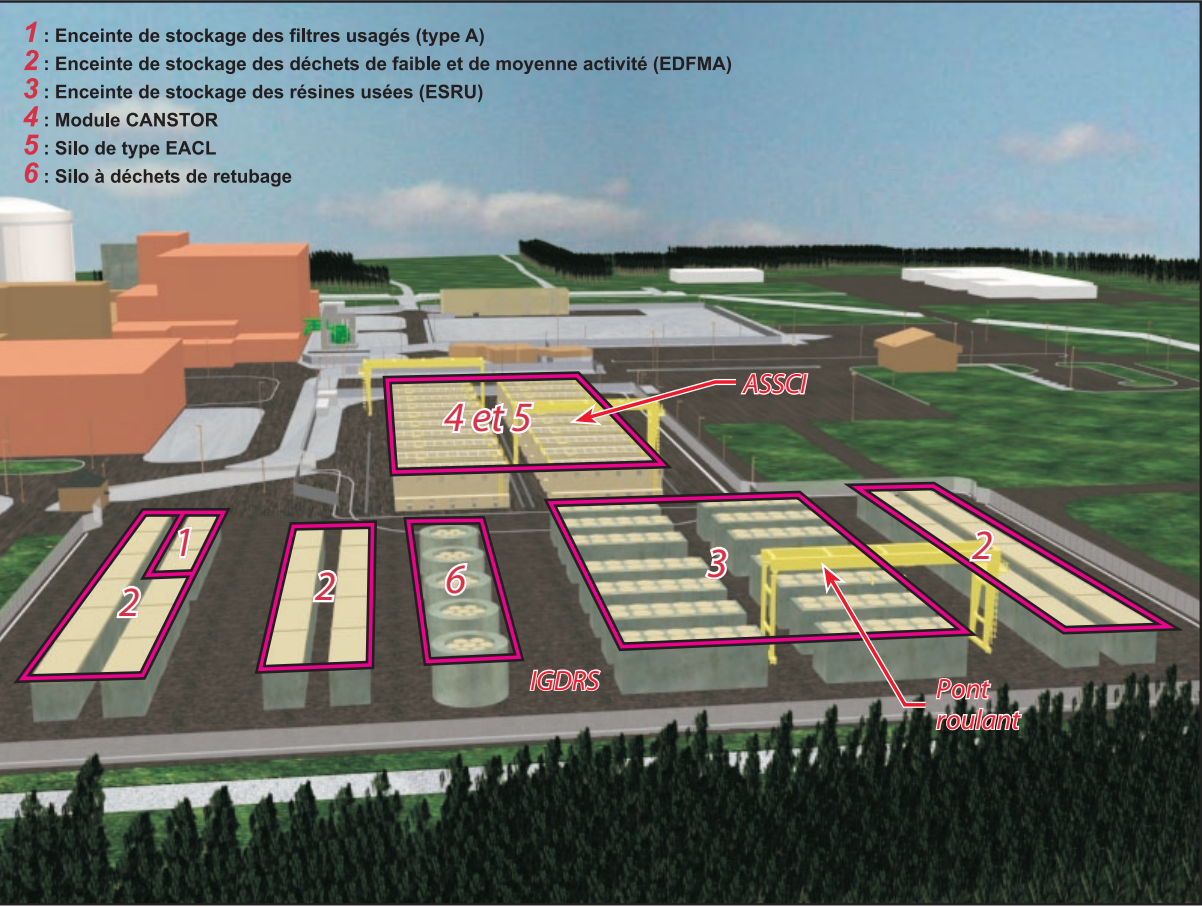 1 : Enceinte de stockage des filtres usagés (type A)
2 : Enceinte de stockage des déchets de faible et de moyenne activité (EDFMA)
3 : Enceinte de stockage des résines usées (ESRU)
4 : Module CANSTOR
5 : Silo de type EACL
6 : Silo à déchets de retubage
ASSCI
4 et 5
1
2
2
6
3
2
IGDRS
Pont
roulant